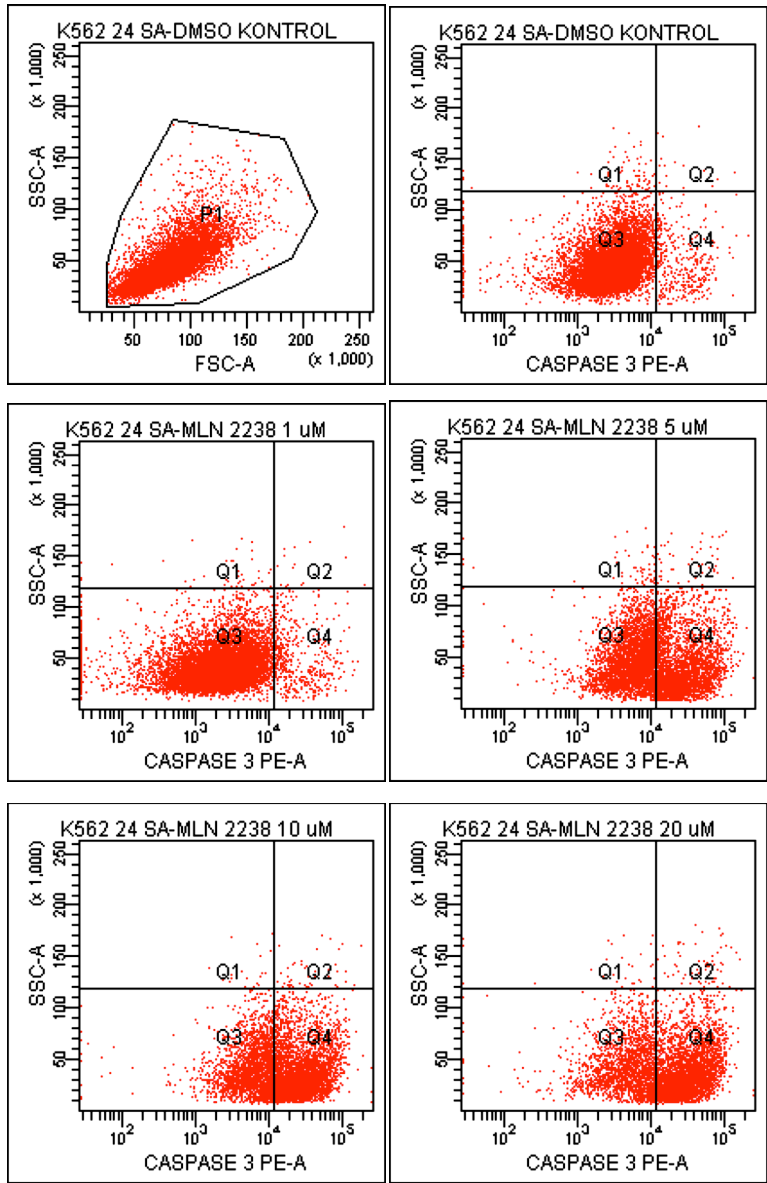 K562 24 SA-DMSO KONTROL
(x 1,000)
SSC-A
250
200
150
100
50
P1
50 100 150 200 250
FSC-A
(x 1,000)
K562 24 SA-DMSO KONTROL
(x 1,000)
SSC-A
250
200
150
100
50
Q1 Q2
Q3 Q4
10² 10³ 10⁴ 10⁵
CASPASE 3 PE-A
K562 24 SA-MLN 2238 1 uM
(x 1,000)
SSC-A
250
200
150
100
50
Q1 Q2
Q3 Q4
10² 10³ 10⁴ 10⁵
CASPASE 3 PE-A
K562 24 SA-MLN 2238 5 uM
(x 1,000)
SSC-A
250
200
150
100
50
Q1 Q2
Q3 Q4
10² 10³ 10⁴ 10⁵
CASPASE 3 PE-A
K562 24 SA-MLN 2238 10 uM
(x 1,000)
SSC-A
250
200
150
100
50
Q1 Q2
Q3 Q4
10² 10³ 10⁴ 10⁵
CASPASE 3 PE-A
K562 24 SA-MLN 2238 20 uM
(x 1,000)
SSC-A
250
200
150
100
50
Q1 Q2
Q3 Q4
10² 10³ 10⁴ 10⁵
CASPASE 3 PE-A